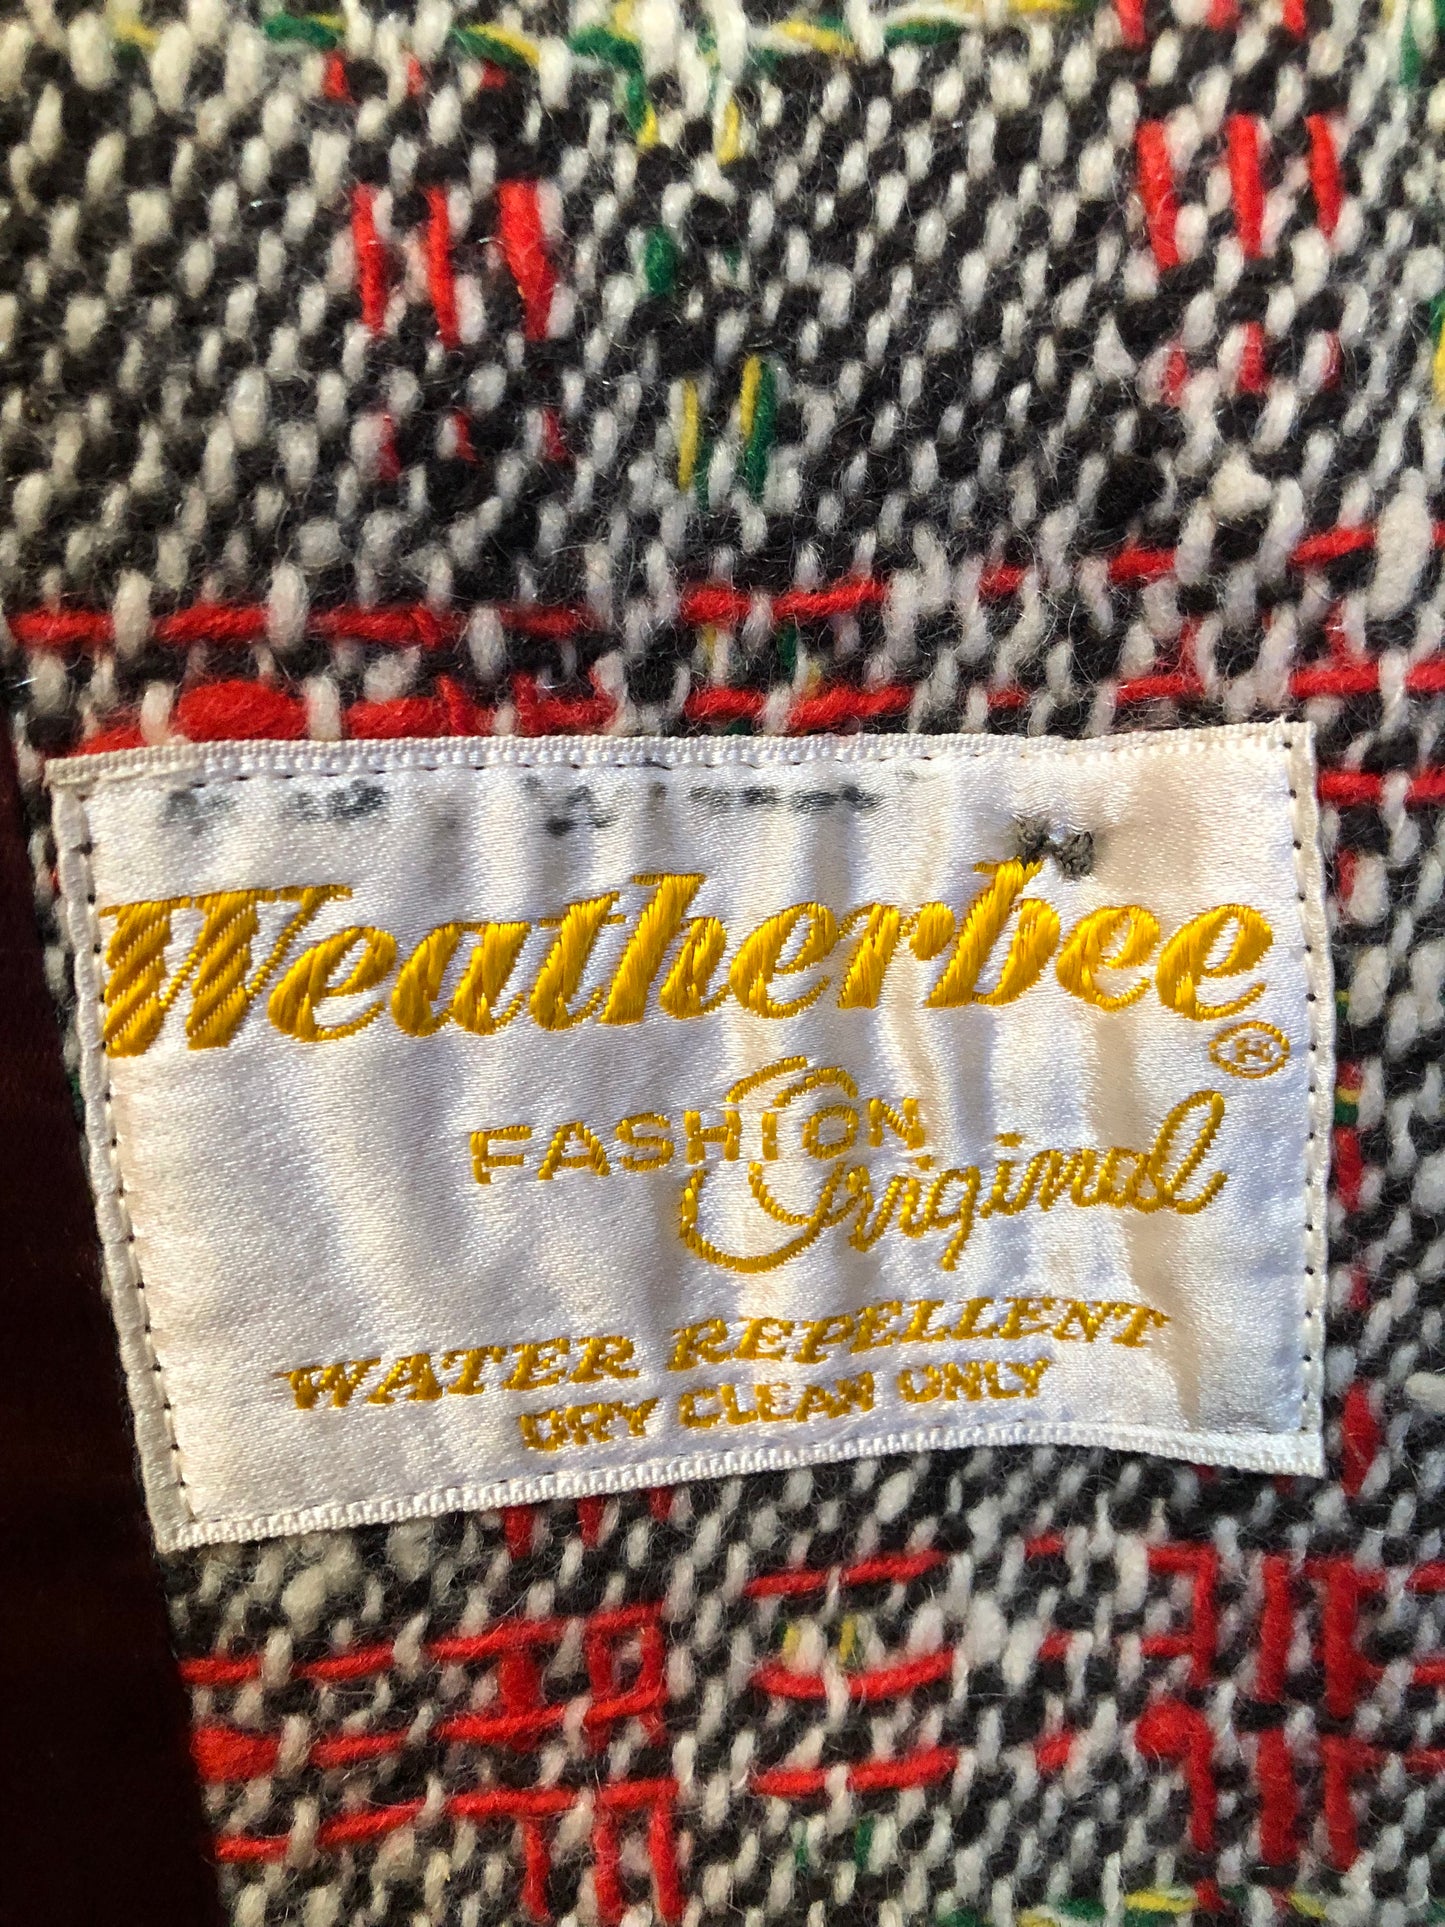 Weatherbee ®
FASHION Original
WATER REPELLENT
DRY CLEAN ONLY